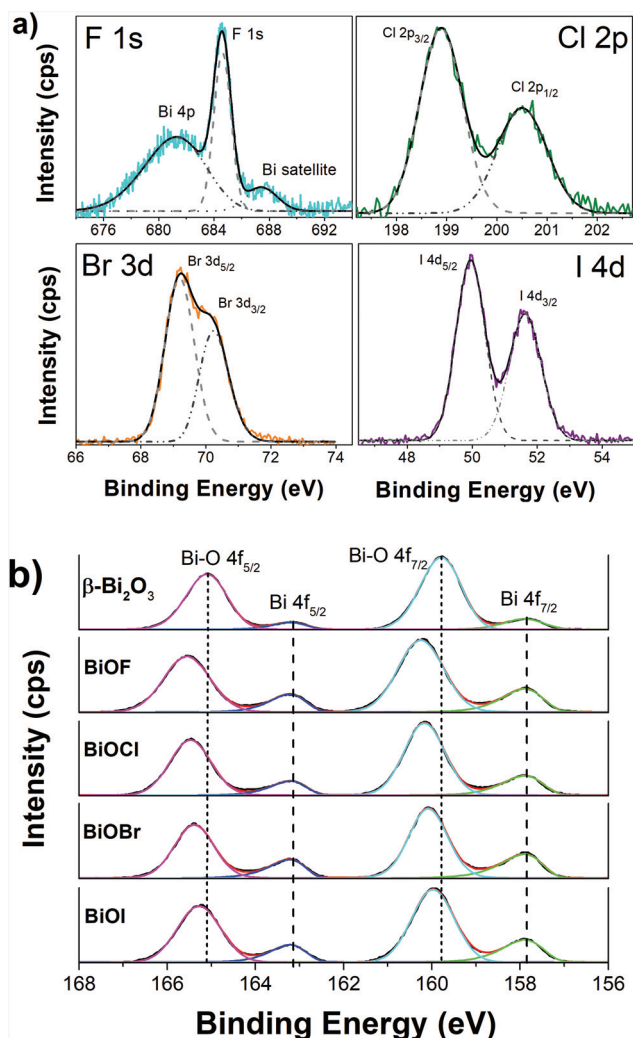 a)
F 1s
F 1s
Bi 4p
Bi satellite
Intensity (cps)
676 680 684 688 692
Cl 2p
Cl 2p3/2
Cl 2p1/2
198 199 200 201 202
Br 3d
Br 3d5/2
Br 3d3/2
Intensity (cps)
66 68 70 72 74
Binding Energy (eV)
I 4d
I 4d5/2
I 4d3/2
48 50 52 54
Binding Energy (eV)
b)
Bi-O 4f5/2
Bi 4f5/2
Bi-O 4f7/2
Bi 4f7/2
β-Bi2O3
BiOF
BiOCl
BiOBr
BiOI
Intensity (cps)
168 166 164 162 160 158 156
Binding Energy (eV)